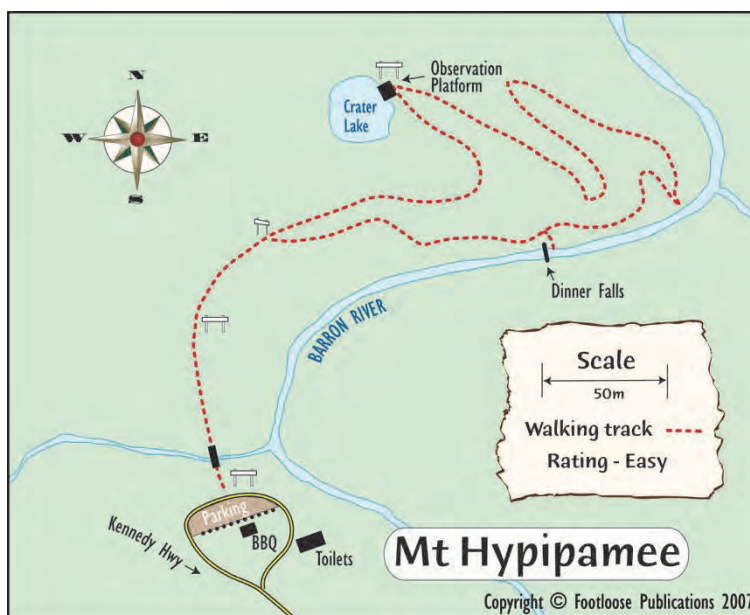 N
W
E
S
Observation
Platform
Crater
Lake
Dinner Falls
BARRON RIVER
Scale
50m
Walking track
Rating - Easy
Parking
BBQ
Toilets
Kennedy Hwy
Mt Hypipamee
Copyright © Footloose Publications 2007